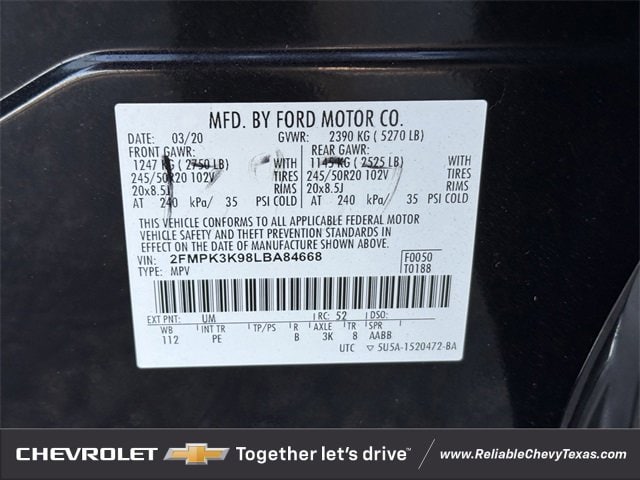 MFD. BY FORD MOTOR CO.
DATE: 03/20 GVWR: 2390 KG ( 5270 LB)
FRONT GAWR: REAR GAWR:
1247 KG ( 2750 LB) WITH 1145 KG ( 2525 LB) WITH
245/50R20 102V TIRES 245/50R20 102V TIRES
20x8.5J RIMS 20x8.5J RIMS
AT 240 kPa/ 35 PSI COLD AT 240 kPa/ 35 PSI COLD
THIS VEHICLE CONFORMS TO ALL APPLICABLE FEDERAL MOTOR
VEHICLE SAFETY AND THEFT PREVENTION STANDARDS IN
EFFECT ON THE DATE OF MANUFACTURE SHOWN ABOVE.
VIN: 2FMPK3K98LBA84668 F0050
TYPE: MPV T0188
EXT PNT: UM RC: 52 DSO:
WB INT TR TP/PS R AXLE TR SPR
112 PE B 3K 8 AABB
UTC ▽ 5U5A-1520472-BA
CHEVROLET Together let's drive™ www.ReliableChevyTexas.com